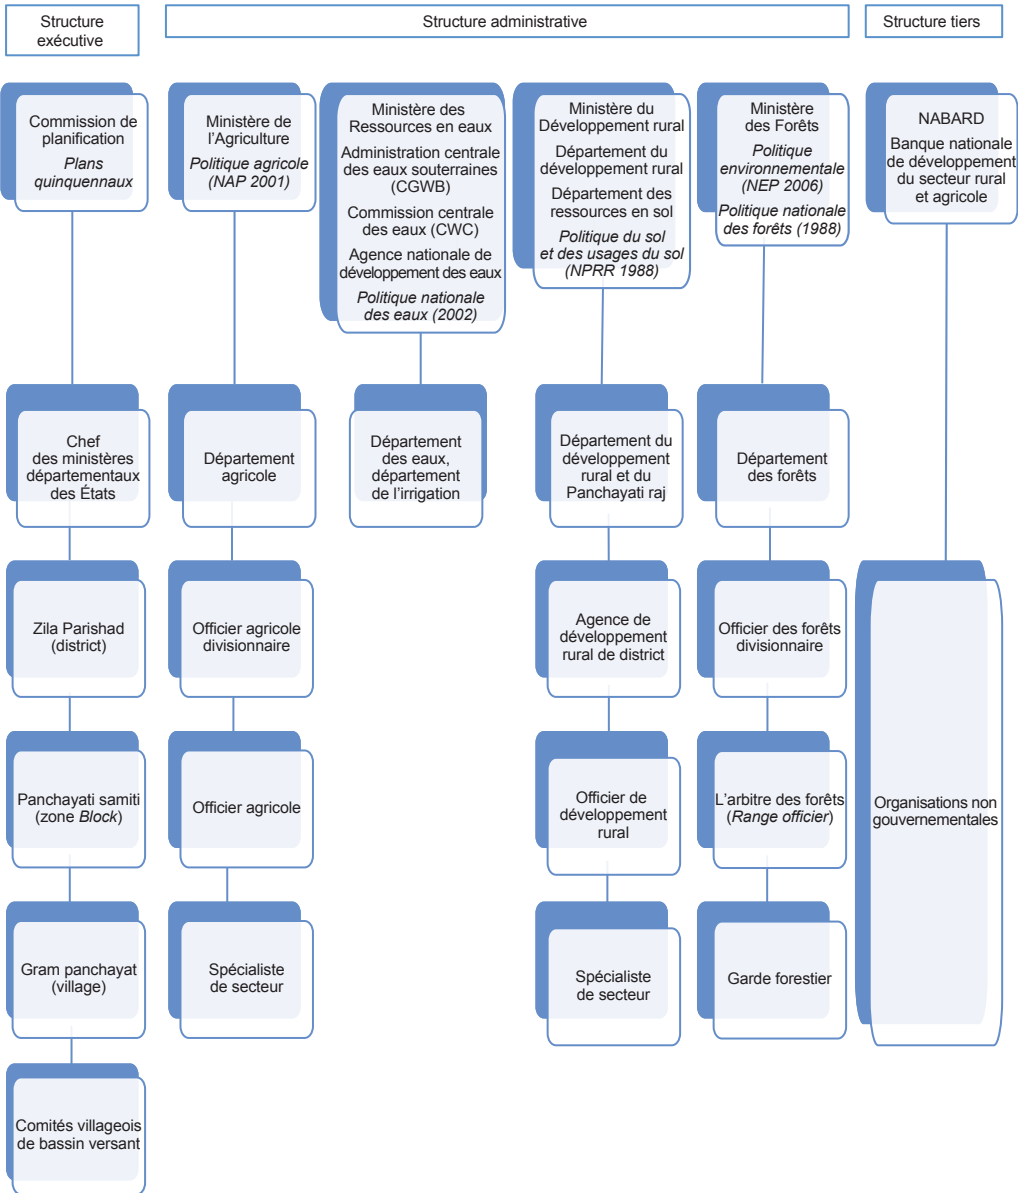 Structure
exécutive
Structure administrative
Structure tiers
Commission de
planification
Plans
quinquennaux
Ministère de
l’Agriculture
Politique agricole
(NAP 2001)
Ministère des
Ressources en eaux
Administration centrale
des eaux souterraines
(CGWB)
Commission centrale
des eaux (CWC)
Agence nationale de
développement des eaux
Politique nationale
des eaux (2002)
Ministère du
Développement rural
Département du
développement rural
Département des
ressources en sol
Politique du sol
et des usages du sol
(NPRR 1988)
Ministère
des Forêts
Politique
environnementale
(NEP 2006)
Politique nationale
des forêts (1988)
NABARD
Banque nationale
de développement
du secteur rural
et agricole
Chef
des ministères
départementaux
des États
Département
agricole
Département
des eaux,
département
de l’irrigation
Département du
développement
rural et du
Panchayati raj
Département
des forêts
Zila Parishad
(district)
Officier agricole
divisionnaire
Agence de
développement
rural de district
Officier des forêts
divisionnaire
Panchayati samiti
(zone Block)
Officier agricole
Officier de
développement
rural
L’arbitre des forêts
(Range officier)
Organisations non
gouvernementales
Gram panchayat
(village)
Spécialiste
de secteur
Spécialiste
de secteur
Garde forestier
Comités villageois
de bassin versant